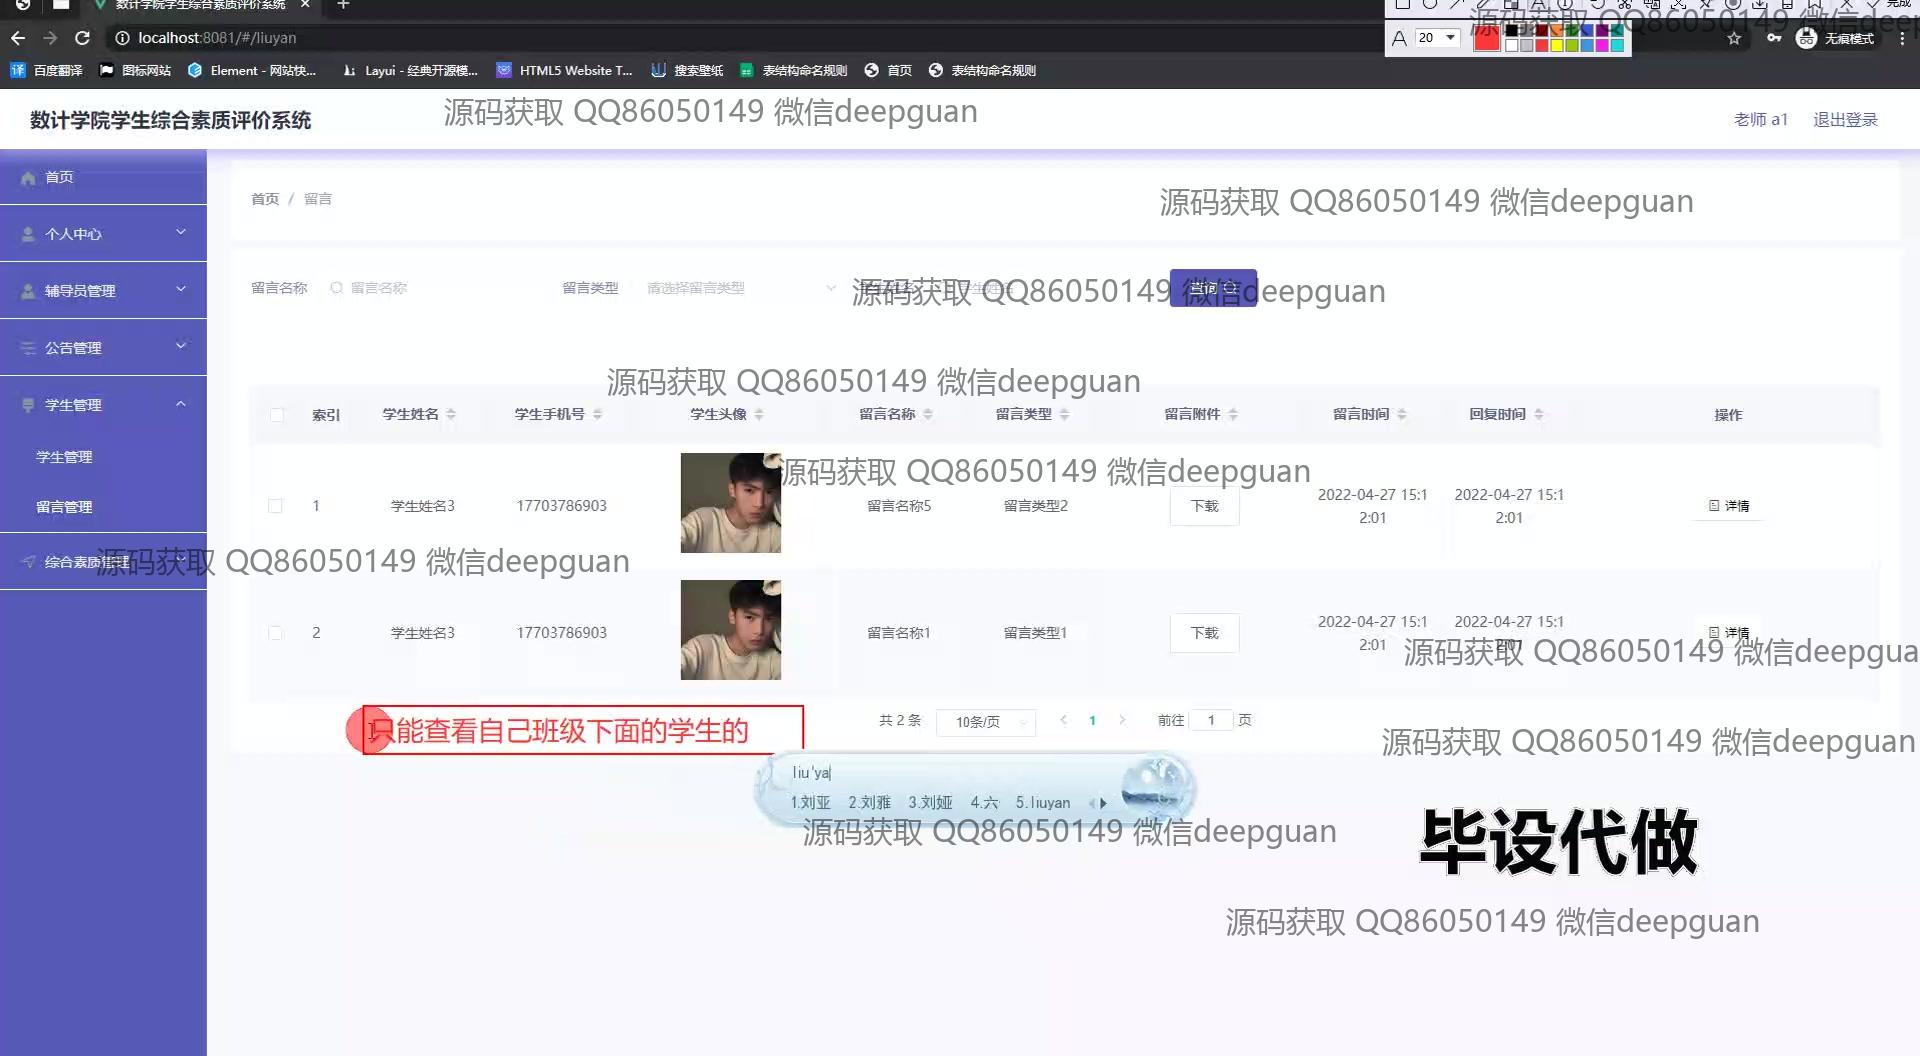 数计学院学生综合素质评价系统
完成
localhost:8081/#/liuyan
A 20
无痕模式
百度翻译 图标网站 Element - 网站快... Layui - 经典开源模... HTML5 Website T... 搜索壁纸 表结构命名规则 首页 表结构命名规则
源码获取 QQ86050149 微信deep
数计学院学生综合素质评价系统
源码获取 QQ86050149 微信deepguan
老师 a1 退出登录
首页
首页 / 留言
源码获取 QQ86050149 微信deepguan
个人中心
辅导员管理
留言名称 留言名称 留言类型 请选择留言类型 查询
源码获取 QQ86050149 微信deepguan
公告管理
源码获取 QQ86050149 微信deepguan
学生管理
索引 学生姓名 学生手机号 学生头像 留言名称 留言类型 留言附件 留言时间 回复时间 操作
学生管理
源码获取 QQ86050149 微信deepguan
留言管理
1 学生姓名3 17703786903 留言名称5 留言类型2 下载 2022-04-27 15:1 2022-04-27 15:1 详情
2:01 2:01
综合素质管理
源码获取 QQ86050149 微信deepguan
2 学生姓名3 17703786903 留言名称1 留言类型1 下载 2022-04-27 15:1 2022-04-27 15:1 详情
2:01 2:01
源码获取 QQ86050149 微信deepgua
只能查看自己班级下面的学生的
共 2 条 10条/页 1 前往 1 页
源码获取 QQ86050149 微信deepguan
liu'ya
1.刘亚 2.刘雅 3.刘娅 4.六 5.liuyan
源码获取 QQ86050149 微信deepguan
毕设代做
源码获取 QQ86050149 微信deepguan